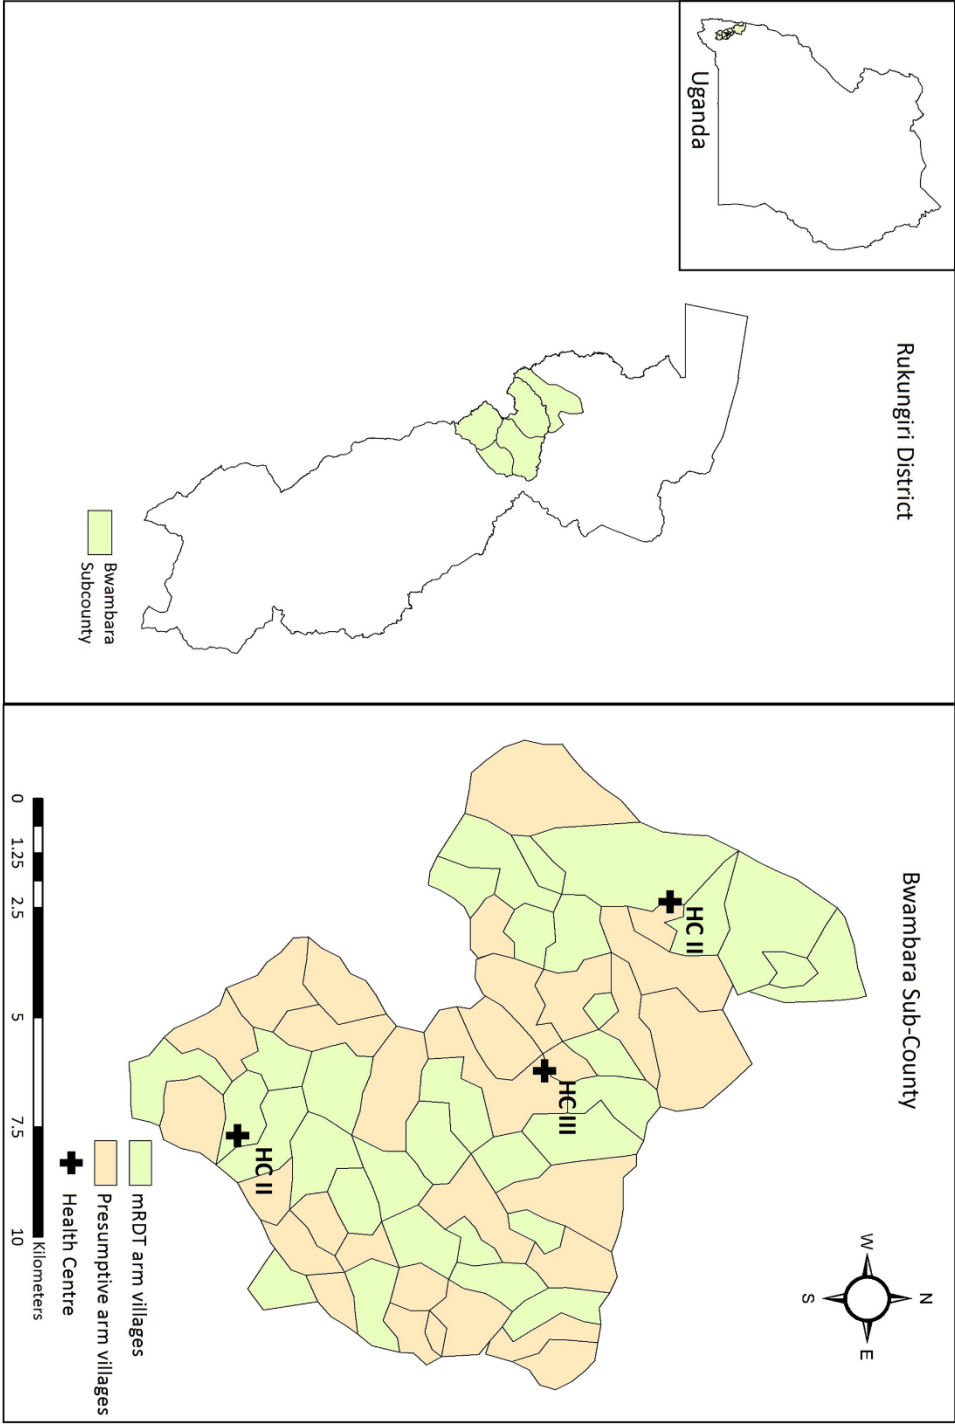 Uganda
Rukungiri District
Bwambara
Subcounty
Bwambara Sub-County
HC II
HC III
HC II
N
W
E
S
mRDT arm villages
Presumptive arm villages
Health Centre
0 1.25 2.5 5 7.5 10
Kilometers